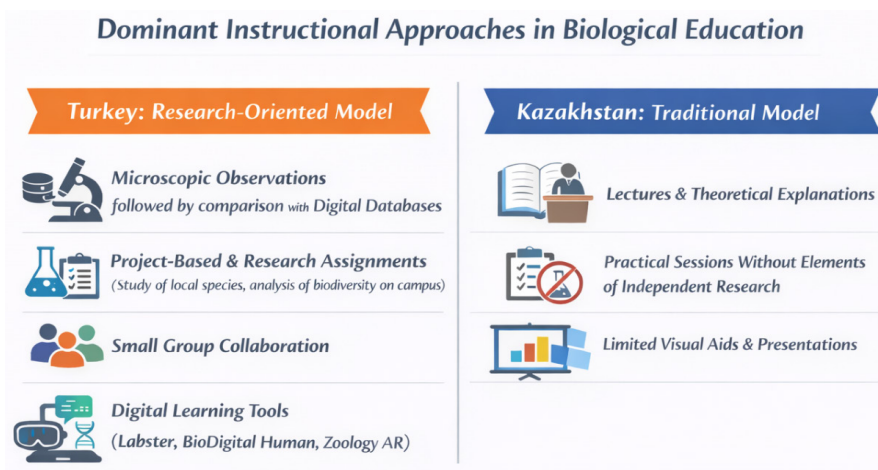 Dominant Instructional Approaches in Biological Education
Turkey: Research-Oriented Model
Microscopic Observations
followed by comparison with Digital Databases
Project-Based & Research Assignments
(Study of local species, analysis of biodiversity on campus)
Small Group Collaboration
Digital Learning Tools
(Labster, BioDigital Human, Zoology AR)
Kazakhstan: Traditional Model
Lectures & Theoretical Explanations
Practical Sessions Without Elements
of Independent Research
Limited Visual Aids & Presentations